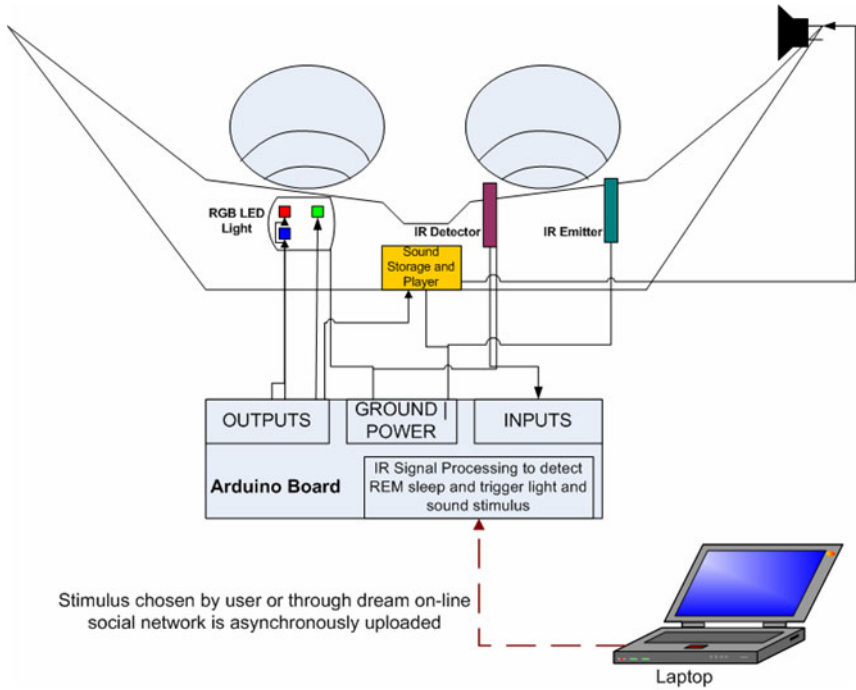 RGB LED
Light
IR Detector
IR Emitter
Sound
Storage and
Player
OUTPUTS
GROUND |
POWER
INPUTS
Arduino Board
IR Signal Processing to detect
REM sleep and trigger light and
sound stimulus
Stimulus chosen by user or through dream on-line
social network is asynchronously uploaded
Laptop